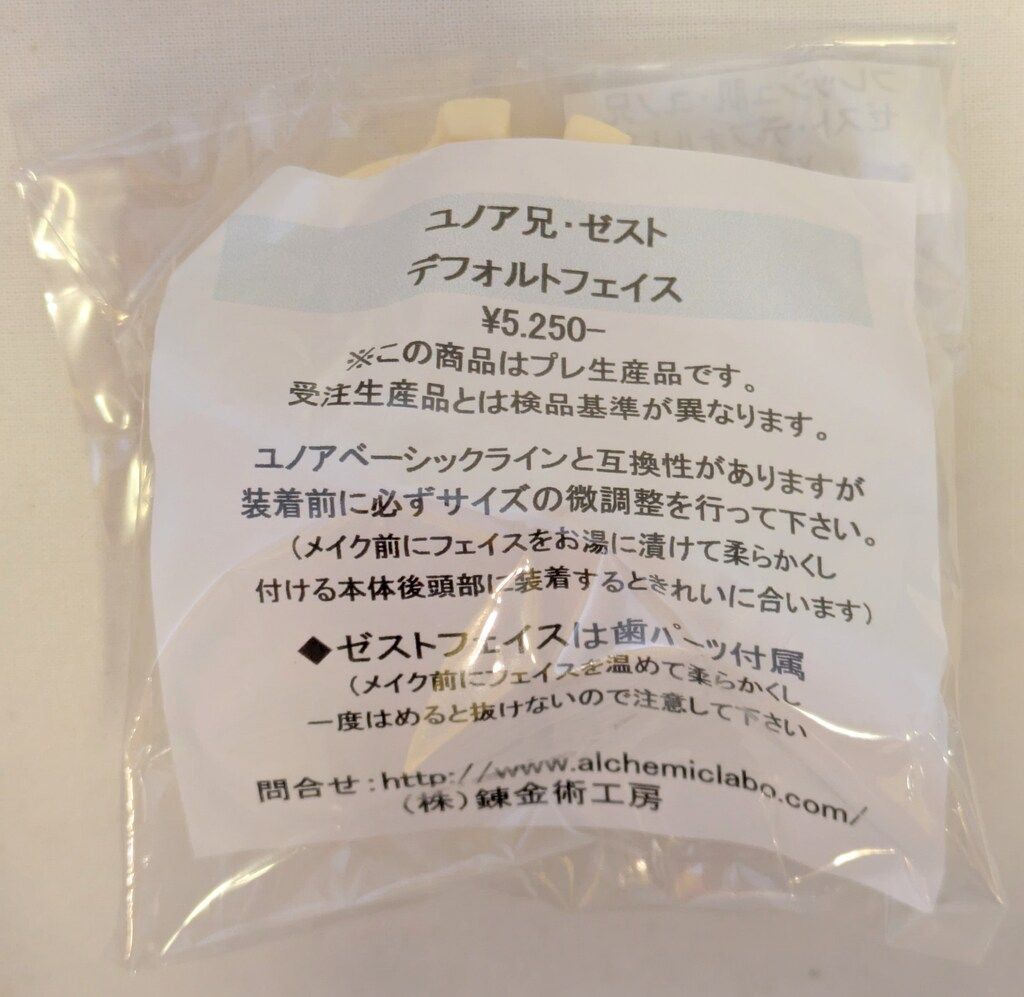 ユノア兄・ゼスト
デフォルトフェイス
¥5.250−
※この商品はプレ生産品です。
受注生産品とは検品基準が異なります。
ユノアベーシックラインと互換性がありますが
装着前に必ずサイズの微調整を行って下さい。
（メイク前にフェイスをお湯に漬けて柔らかくし
付ける本体後頭部に装着するときれいに合います）
◆ゼストフェイスは歯パーツ付属
（メイク前にフェイスを温めて柔らかくし
一度はめると抜けないので注意して下さい
問合せ：http://www.alchemiclabo.com/
（株）錬金術工房